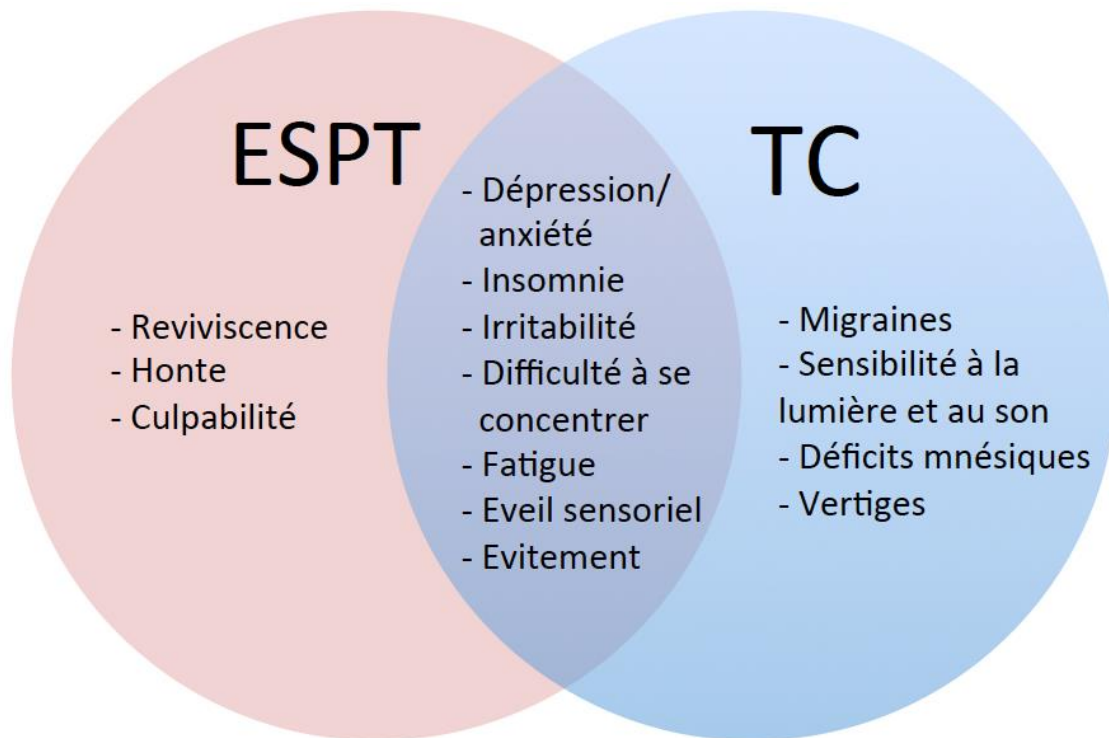 ESPT
- Reviviscence
- Honte
- Culpabilité
- Dépression/
anxiété
- Insomnie
- Irritabilité
- Difficulté à se
concentrer
- Fatigue
- Eveil sensoriel
- Evitement
TC
- Migraines
- Sensibilité à la
lumière et au son
- Déficits mnésiques
- Vertiges